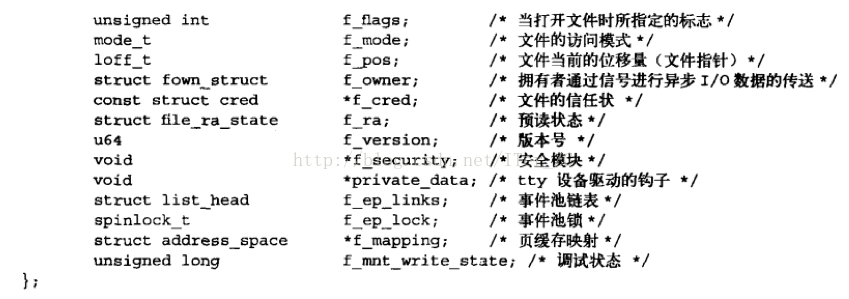 unsigned int f_flags; /* 当打开文件时所指定的标志 */
mode_t f_mode; /* 文件的访问模式 */
loff_t f_pos; /* 文件当前的位移量（文件指针）*/
struct fown_struct f_owner; /* 拥有者通过信号进行异步 I/O 数据的传送 */
const struct cred *f_cred; /* 文件的信任状 */
struct file_ra_state f_ra; /* 预读状态 */
u64 f_version; /* 版本号 */
void *f_security; /* 安全模块 */
void *private_data; /* tty 设备驱动的钩子 */
struct list_head f_ep_links; /* 事件池链表 */
spinlock_t f_ep_lock; /* 事件池锁 */
struct address_space *f_mapping; /* 页缓存映射 */
unsigned long f_mnt_write_state; /* 调试状态 */
};